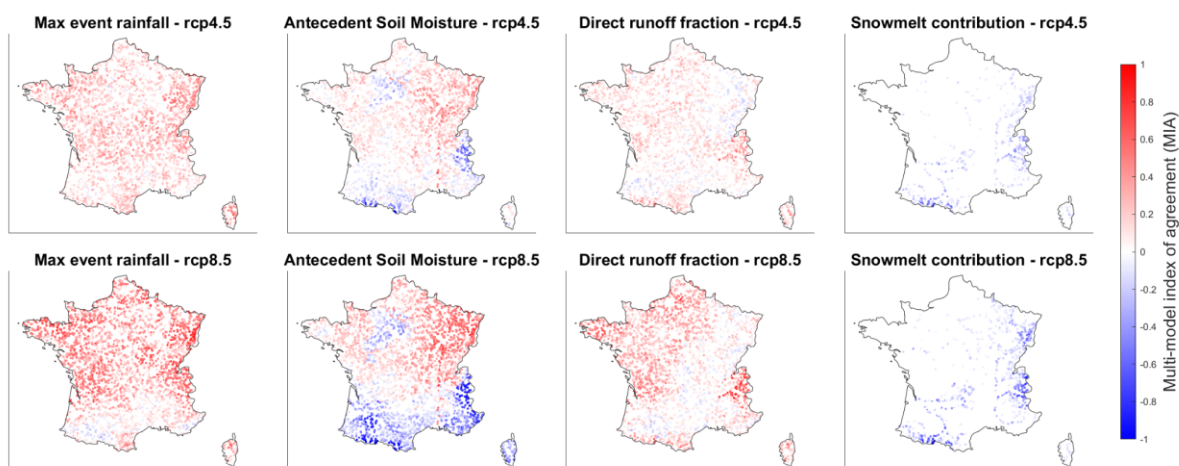 Max event rainfall - rcp4.5
Antecedent Soil Moisture - rcp4.5
Direct runoff fraction - rcp4.5
Snowmelt contribution - rcp4.5
Max event rainfall - rcp8.5
Antecedent Soil Moisture - rcp8.5
Direct runoff fraction - rcp8.5
Snowmelt contribution - rcp8.5
1
0.8
0.6
0.4
0.2
0
-0.2
-0.4
-0.6
-0.8
-1
Multi-model index of agreement (MIA)